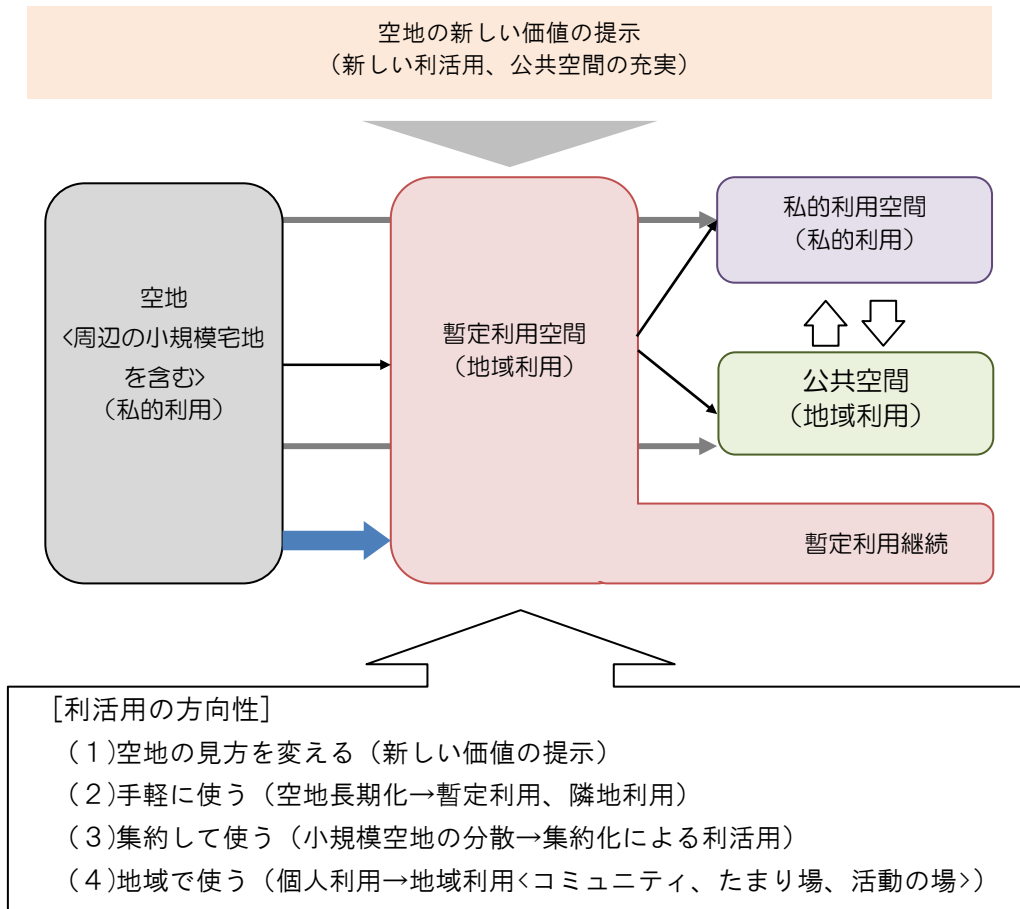 空地の新しい価値の提示
（新しい利活用、公共空間の充実）
空地
<周辺の小規模宅地
を含む>
（私的利用）
暫定利用空間
（地域利用）
私的利用空間
（私的利用）
公共空間
（地域利用）
暫定利用継続
[利活用の方向性]
（１)空地の見方を変える（新しい価値の提示）
（２)手軽に使う（空地長期化→暫定利用、隣地利用）
（３)集約して使う（小規模空地の分散→集約化による利活用）
（４)地域で使う（個人利用→地域利用<コミュニティ、たまり場、活動の場>）